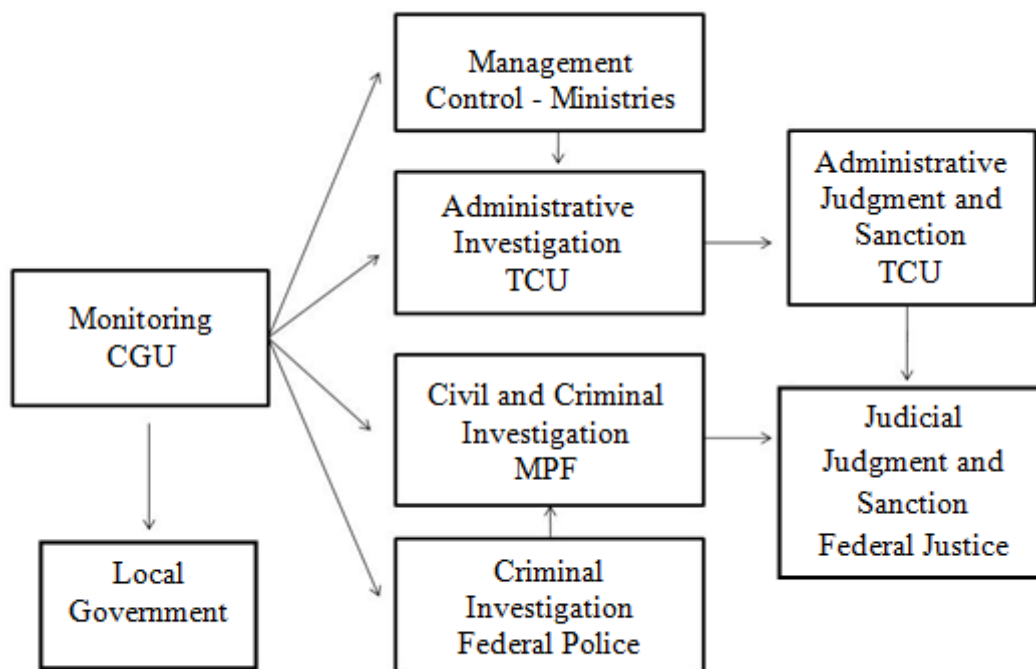 Management
Control - Ministries
Administrative
Investigation
TCU
Administrative
Judgment and
Sanction
TCU
Monitoring
CGU
Civil and Criminal
Investigation
MPF
Judicial
Judgment and
Sanction
Federal Justice
Local
Government
Criminal
Investigation
Federal Police